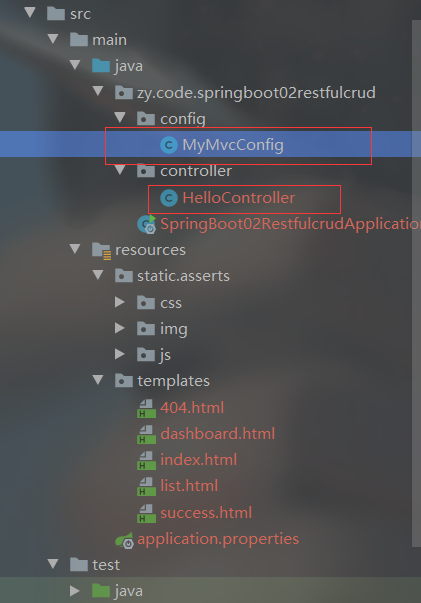 src
main
java
zy.code.springboot02restfulcrud
config
MyMvcConfig
controller
HelloController
SpringBoot02RestfulcrudApplication
resources
static.asserts
css
img
js
templates
404.html
dashboard.html
index.html
list.html
success.html
application.properties
test
java